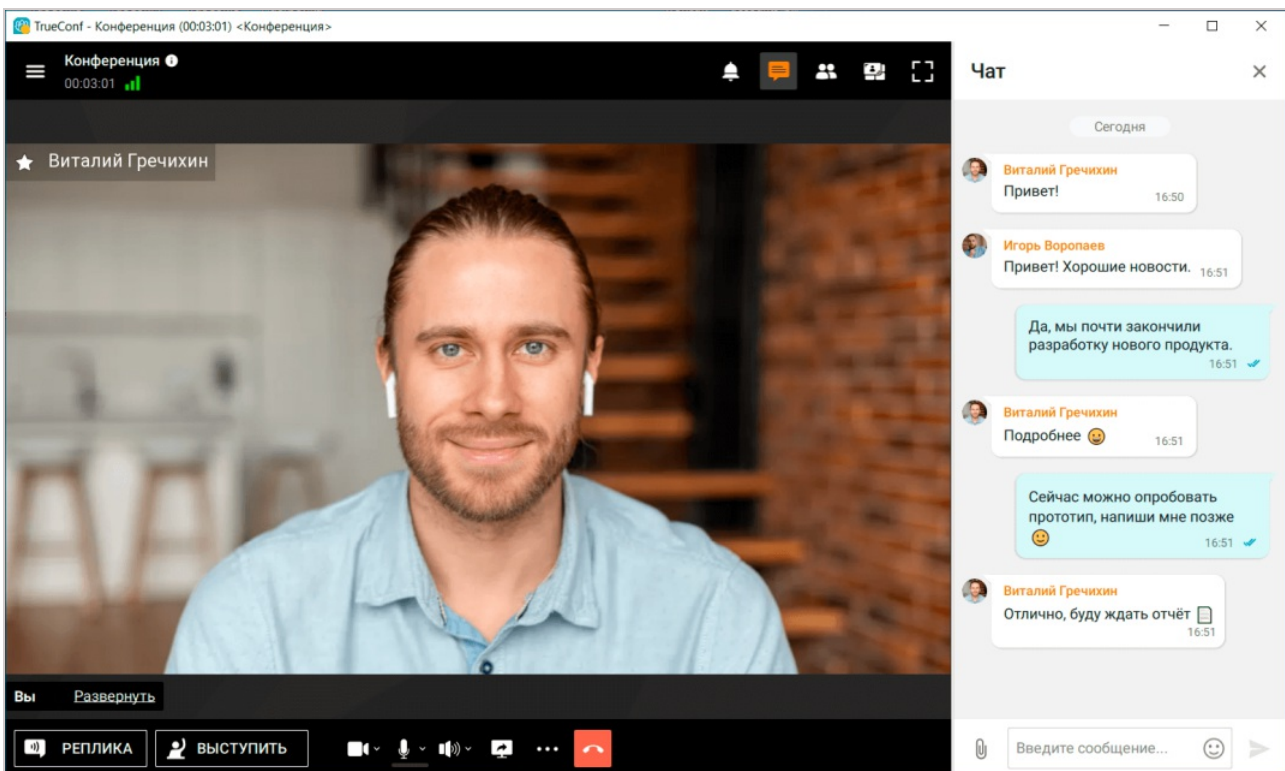 TrueConf - Конференция (00:03:01) <Конференция>
Конференция
00:03:01
Виталий Гречихин
Вы Развернуть
РЕПЛИКА
ВЫСТУПИТЬ
Чат
Сегодня
Виталий Гречихин
Привет!
16:50
Игорь Воропаев
Привет! Хорошие новости.
16:51
Да, мы почти закончили
разработку нового продукта.
16:51
Виталий Гречихин
Подробнее 😀
16:51
Сейчас можно опробовать
прототип, напиши мне позже
🙂
16:51
Виталий Гречихин
Отлично, буду ждать отчёт
16:51
Введите сообщение...